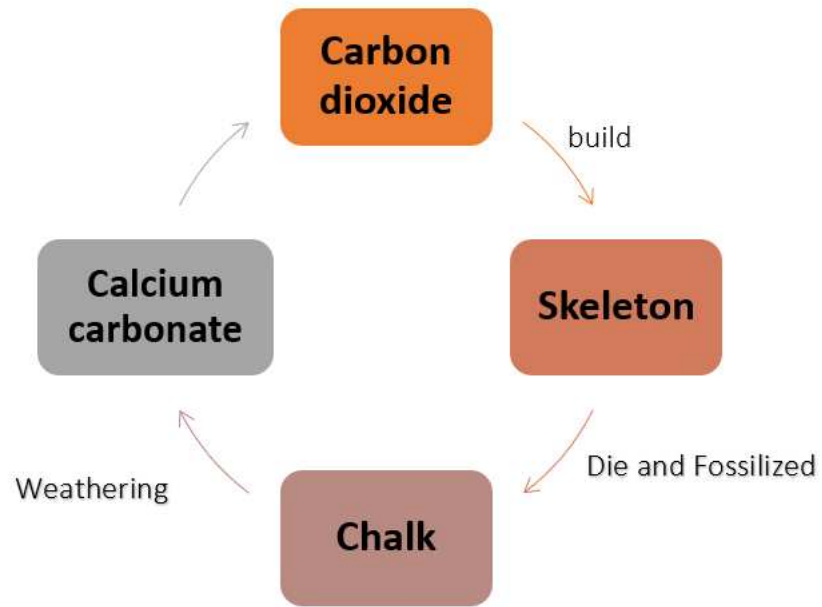 Carbon
dioxide
build
Skeleton
Die and Fossilized
Chalk
Weathering
Calcium
carbonate